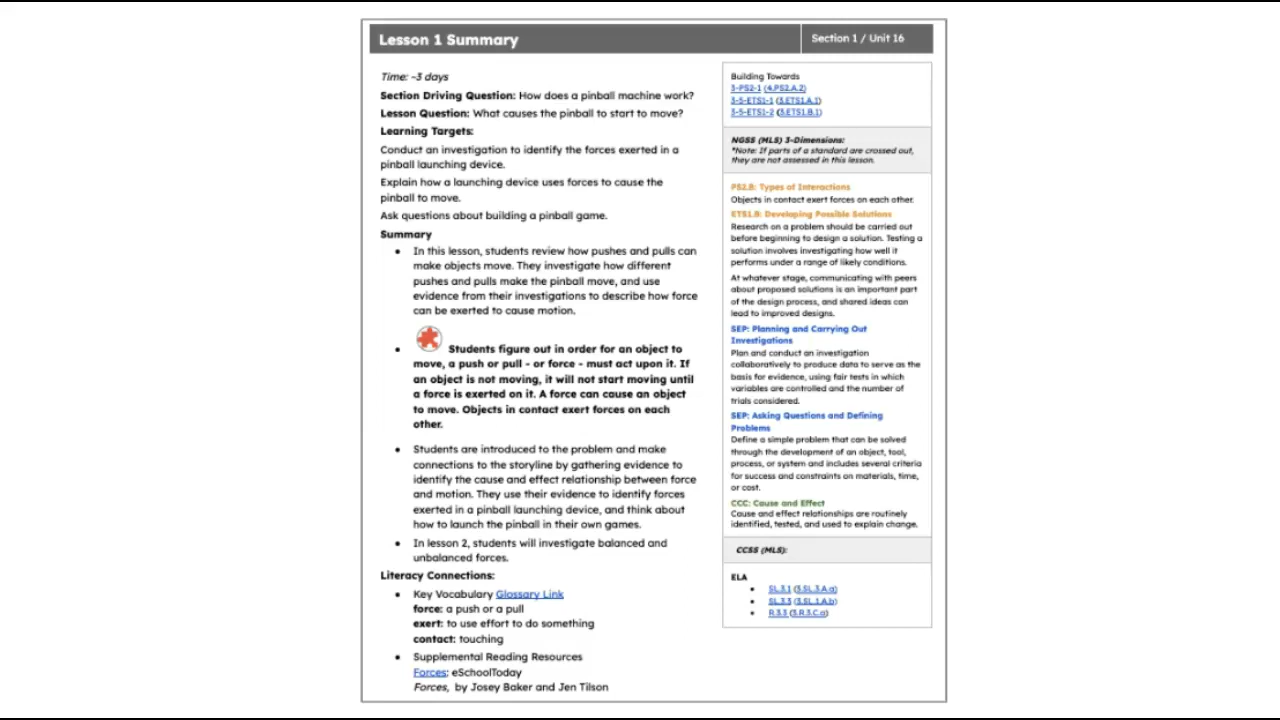 Lesson 1 Summary
Section 1 / Unit 16
Time: ~3 days
Section Driving Question: How does a pinball machine work?
Lesson Question: What causes the pinball to start to move?
Learning Targets:
Conduct an investigation to identify the forces exerted in a
pinball launching device.
Explain how a launching device uses forces to cause the
pinball to move.
Ask questions about building a pinball game.
Summary
• In this lesson, students review how pushes and pulls can
make objects move. They investigate how different
pushes and pulls make the pinball move, and use
evidence from their investigations to describe how force
can be exerted to cause motion.
• Students figure out in order for an object to
move, a push or pull - or force - must act upon it. If
an object is not moving, it will not start moving until
a force is exerted on it. A force can cause an object
to move. Objects in contact exert forces on each
other.
• Students are introduced to the problem and make
connections to the storyline by gathering evidence to
identify the cause and effect relationship between force
and motion. They use their evidence to identify forces
exerted in a pinball launching device, and think about
how to launch the pinball in their own games.
• In lesson 2, students will investigate balanced and
unbalanced forces.
Literacy Connections:
• Key Vocabulary Glossary Link
force: a push or a pull
exert: to use effort to do something
contact: touching
• Supplemental Reading Resources
Forces; eSchoolToday
Forces, by Josey Baker and Jen Tilson
Building Towards
3-PS2-1 (4.PS2.A.2)
3-5-ETS1-1 (3.ETS1.A.1)
3-5-ETS1-2 (3.ETS1.B.1)
NGSS (MLS) 3-Dimensions:
*Note: If parts of a standard are crossed out,
they are not assessed in this lesson.
PS2.B: Types of Interactions
Objects in contact exert forces on each other.
ETS1.B: Developing Possible Solutions
Research on a problem should be carried out
before beginning to design a solution. Testing a
solution involves investigating how well it
performs under a range of likely conditions.
At whatever stage, communicating with peers
about proposed solutions is an important part
of the design process, and shared ideas can
lead to improved designs.
SEP: Planning and Carrying Out
Investigations
Plan and conduct an investigation
collaboratively to produce data to serve as the
basis for evidence, using fair tests in which
variables are controlled and the number of
trials considered.
SEP: Asking Questions and Defining
Problems
Define a simple problem that can be solved
through the development of an object, tool,
process, or system and includes several criteria
for success and constraints on materials, time,
or cost.
CCC: Cause and Effect
Cause and effect relationships are routinely
identified, tested, and used to explain change.
CCSS (MLS):
ELA
• SL.3.1 (3.SL.3.A.a)
• SL.3.3 (3.SL.1.A.b)
• R.3.3 (3.R.3.C.a)